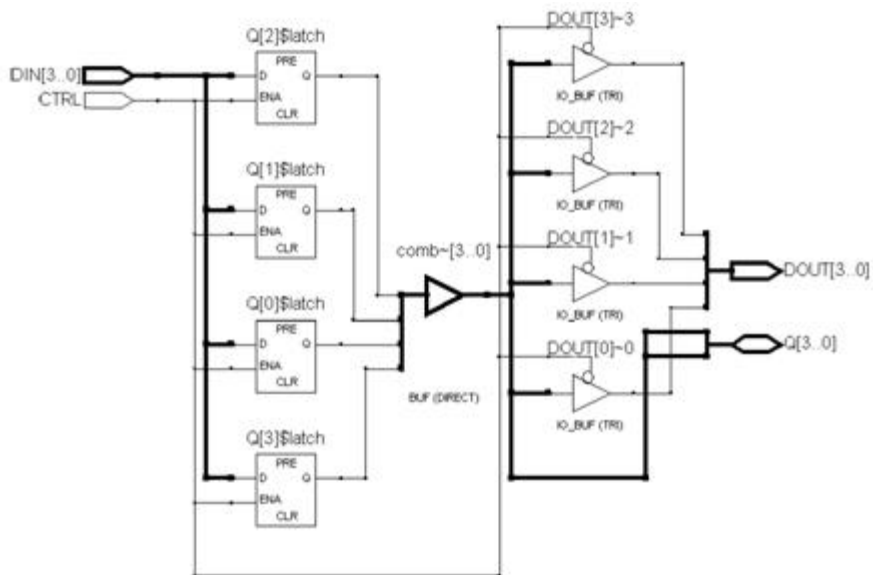 DIN[3..0]
CTRL
Q[2]$latch
PRE
D Q
ENA
CLR
Q[1]$latch
PRE
D Q
ENA
CLR
Q[0]$latch
PRE
D Q
ENA
CLR
Q[3]$latch
PRE
D Q
ENA
CLR
comb~[3..0]
BUF (DIRECT)
DOUT[3]~3
IO_BUF (TRI)
DOUT[2]~2
IO_BUF (TRI)
DOUT[1]~1
IO_BUF (TRI)
DOUT[0]~0
IO_BUF (TRI)
DOUT[3..0]
Q[3..0]